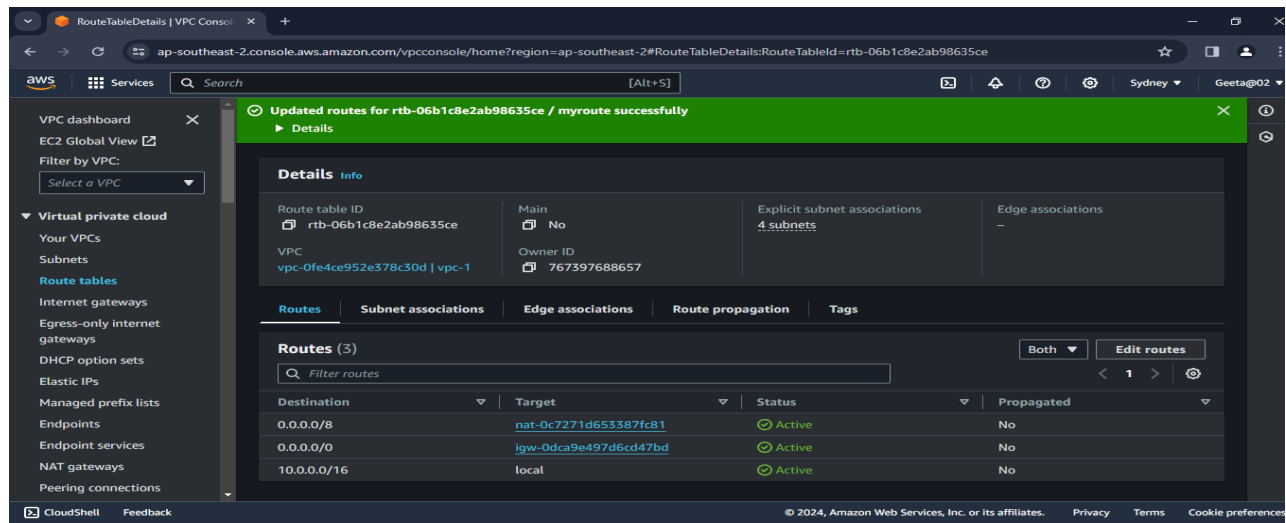 RouteTableDetails | VPC Consol
ap-southeast-2.console.aws.amazon.com/vpcconsole/home?region=ap-southeast-2#RouteTableDetails:RouteTableId=rtb-06b1c8e2ab98635ce
aws Services Search [Alt+S] Sydney Geeta@02
VPC dashboard
EC2 Global View
Filter by VPC:
Select a VPC
Virtual private cloud
Your VPCs
Subnets
Route tables
Internet gateways
Egress-only internet
gateways
DHCP option sets
Elastic IPs
Managed prefix lists
Endpoints
Endpoint services
NAT gateways
Peering connections
Updated routes for rtb-06b1c8e2ab98635ce / myroute successfully
Details
Details Info
Route table ID
rtb-06b1c8e2ab98635ce
Main
No
Explicit subnet associations
4 subnets
Edge associations
–
VPC
vpc-0fe4ce952e378c30d | vpc-1
Owner ID
767397688657
Routes Subnet associations Edge associations Route propagation Tags
Routes (3) Both Edit routes
Filter routes 1
Destination Target Status Propagated
0.0.0.0/8 nat-0c7271d653387fc81 Active No
0.0.0.0/0 igw-0dca9e497d6cd47bd Active No
10.0.0.0/16 local Active No
CloudShell Feedback © 2024, Amazon Web Services, Inc. or its affiliates. Privacy Terms Cookie preferences